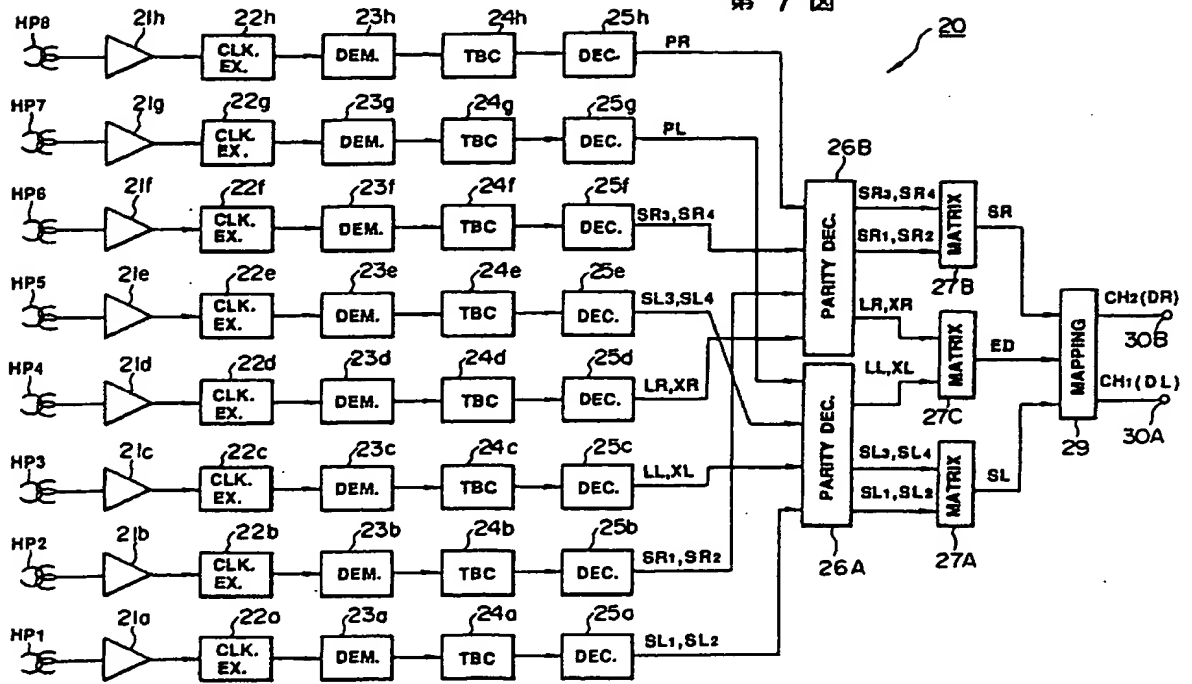 第 7 図
20
HP8 21h 22h 23h 24h 25h
CLK. EX. DEM. TBC DEC. PR
HP7 21g 22g 23g 24g 25g
CLK. EX. DEM. TBC DEC. PL
HP6 21f 22f 23f 24f 25f
CLK. EX. DEM. TBC DEC. SR3,SR4
HP5 21e 22e 23e 24e 25e
CLK. EX. DEM. TBC DEC. SL3,SL4
HP4 21d 22d 23d 24d 25d
CLK. EX. DEM. TBC DEC. LR,XR
HP3 21c 22c 23c 24c 25c
CLK. EX. DEM. TBC DEC. LL,XL
HP2 21b 22b 23b 24b 25b
CLK. EX. DEM. TBC DEC. SR1,SR2
HP1 21a 22a 23a 24a 25a
CLK. EX. DEM. TBC DEC. SL1,SL2
26B
PARITY DEC.
SR3,SR4
SR1,SR2
LR,XR
LL,XL
PARITY DEC.
26A
SL3,SL4
SL1,SL2
MATRIX
27B
SR
MATRIX
27C
ED
MATRIX
27A
SL
MAPPING
29
CH2(DR)
30B
CH1(DL)
30A